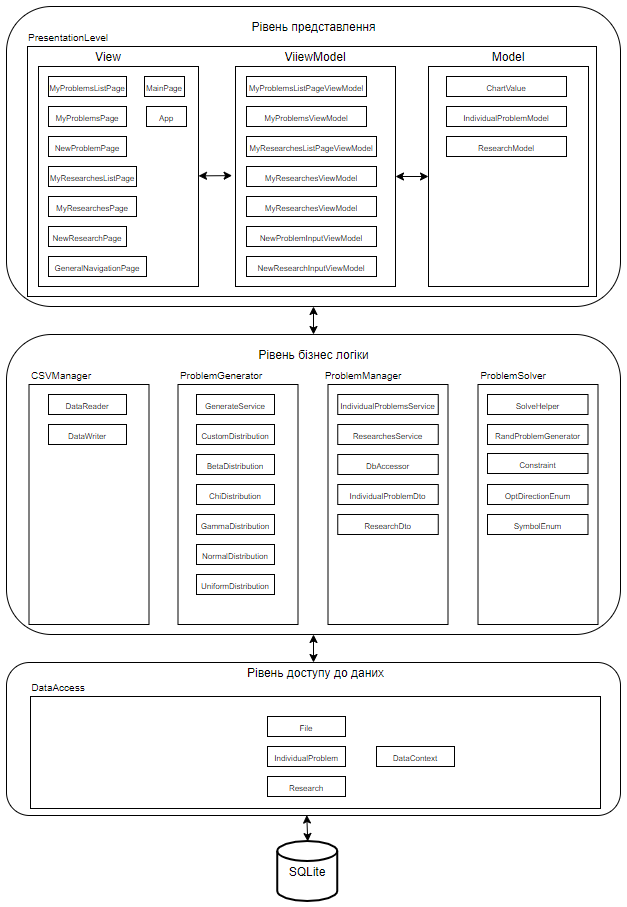 Рівень представлення
PresentationLevel
View
MyProblemsListPage
MainPage
MyProblemsPage
App
NewProblemPage
MyResearchesListPage
MyResearchesPage
NewResearchPage
GeneralNavigationPage
ViiewModel
MyProblemsListPageViewModel
MyProblemsViewModel
MyResearchesListPageViewModel
MyResearchesViewModel
MyResearchesViewModel
NewProblemInputViewModel
NewResearchInputViewModel
Model
ChartValue
IndividualProblemModel
ResearchModel
Рівень бізнес логіки
CSVManager
DataReader
DataWriter
ProblemGenerator
GenerateService
CustomDistribution
BetaDistribution
ChiDistribution
GammaDistribution
NormalDistribution
UniformDistribution
ProblemManager
IndividualProblemsService
ResearchesService
DbAccessor
IndividualProblemDto
ResearchDto
ProblemSolver
SolveHelper
RandProblemGenerator
Constraint
OptDirectionEnum
SymbolEnum
Рівень доступу до даних
DataAccess
File
IndividualProblem
DataContext
Research
SQLite